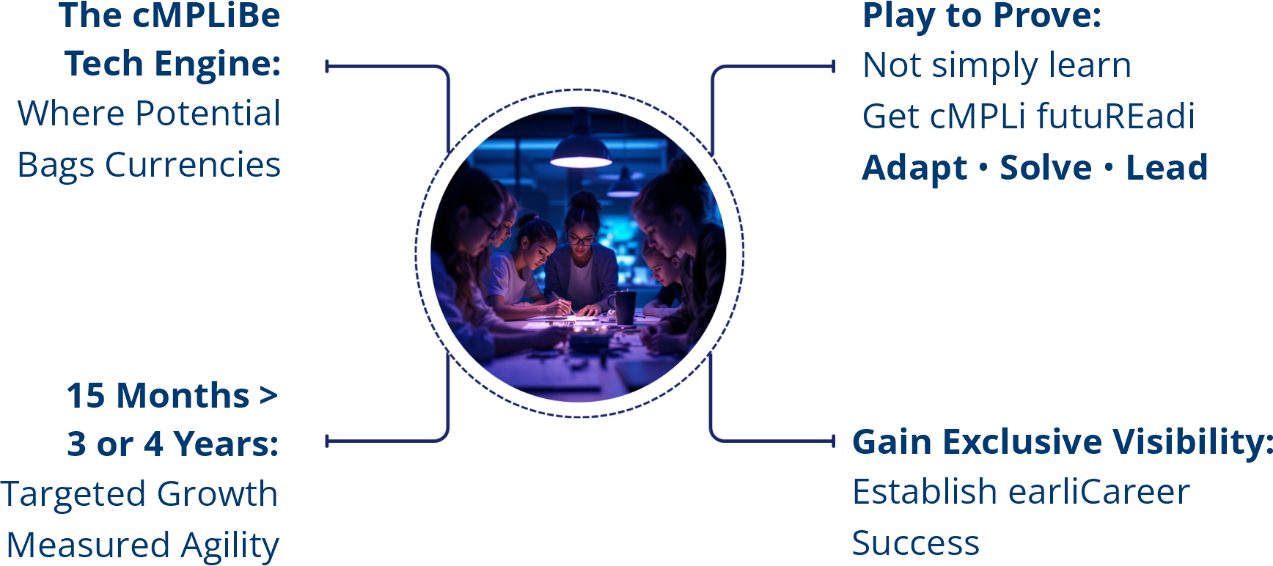 The cMPLiBe
Tech Engine:
Where Potential
Bags Currencies
Play to Prove:
Not simply learn
Get cMPLi futuREadi
Adapt • Solve • Lead
15 Months >
3 or 4 Years:
Targeted Growth
Measured Agility
Gain Exclusive Visibility:
Establish earliCareer
Success